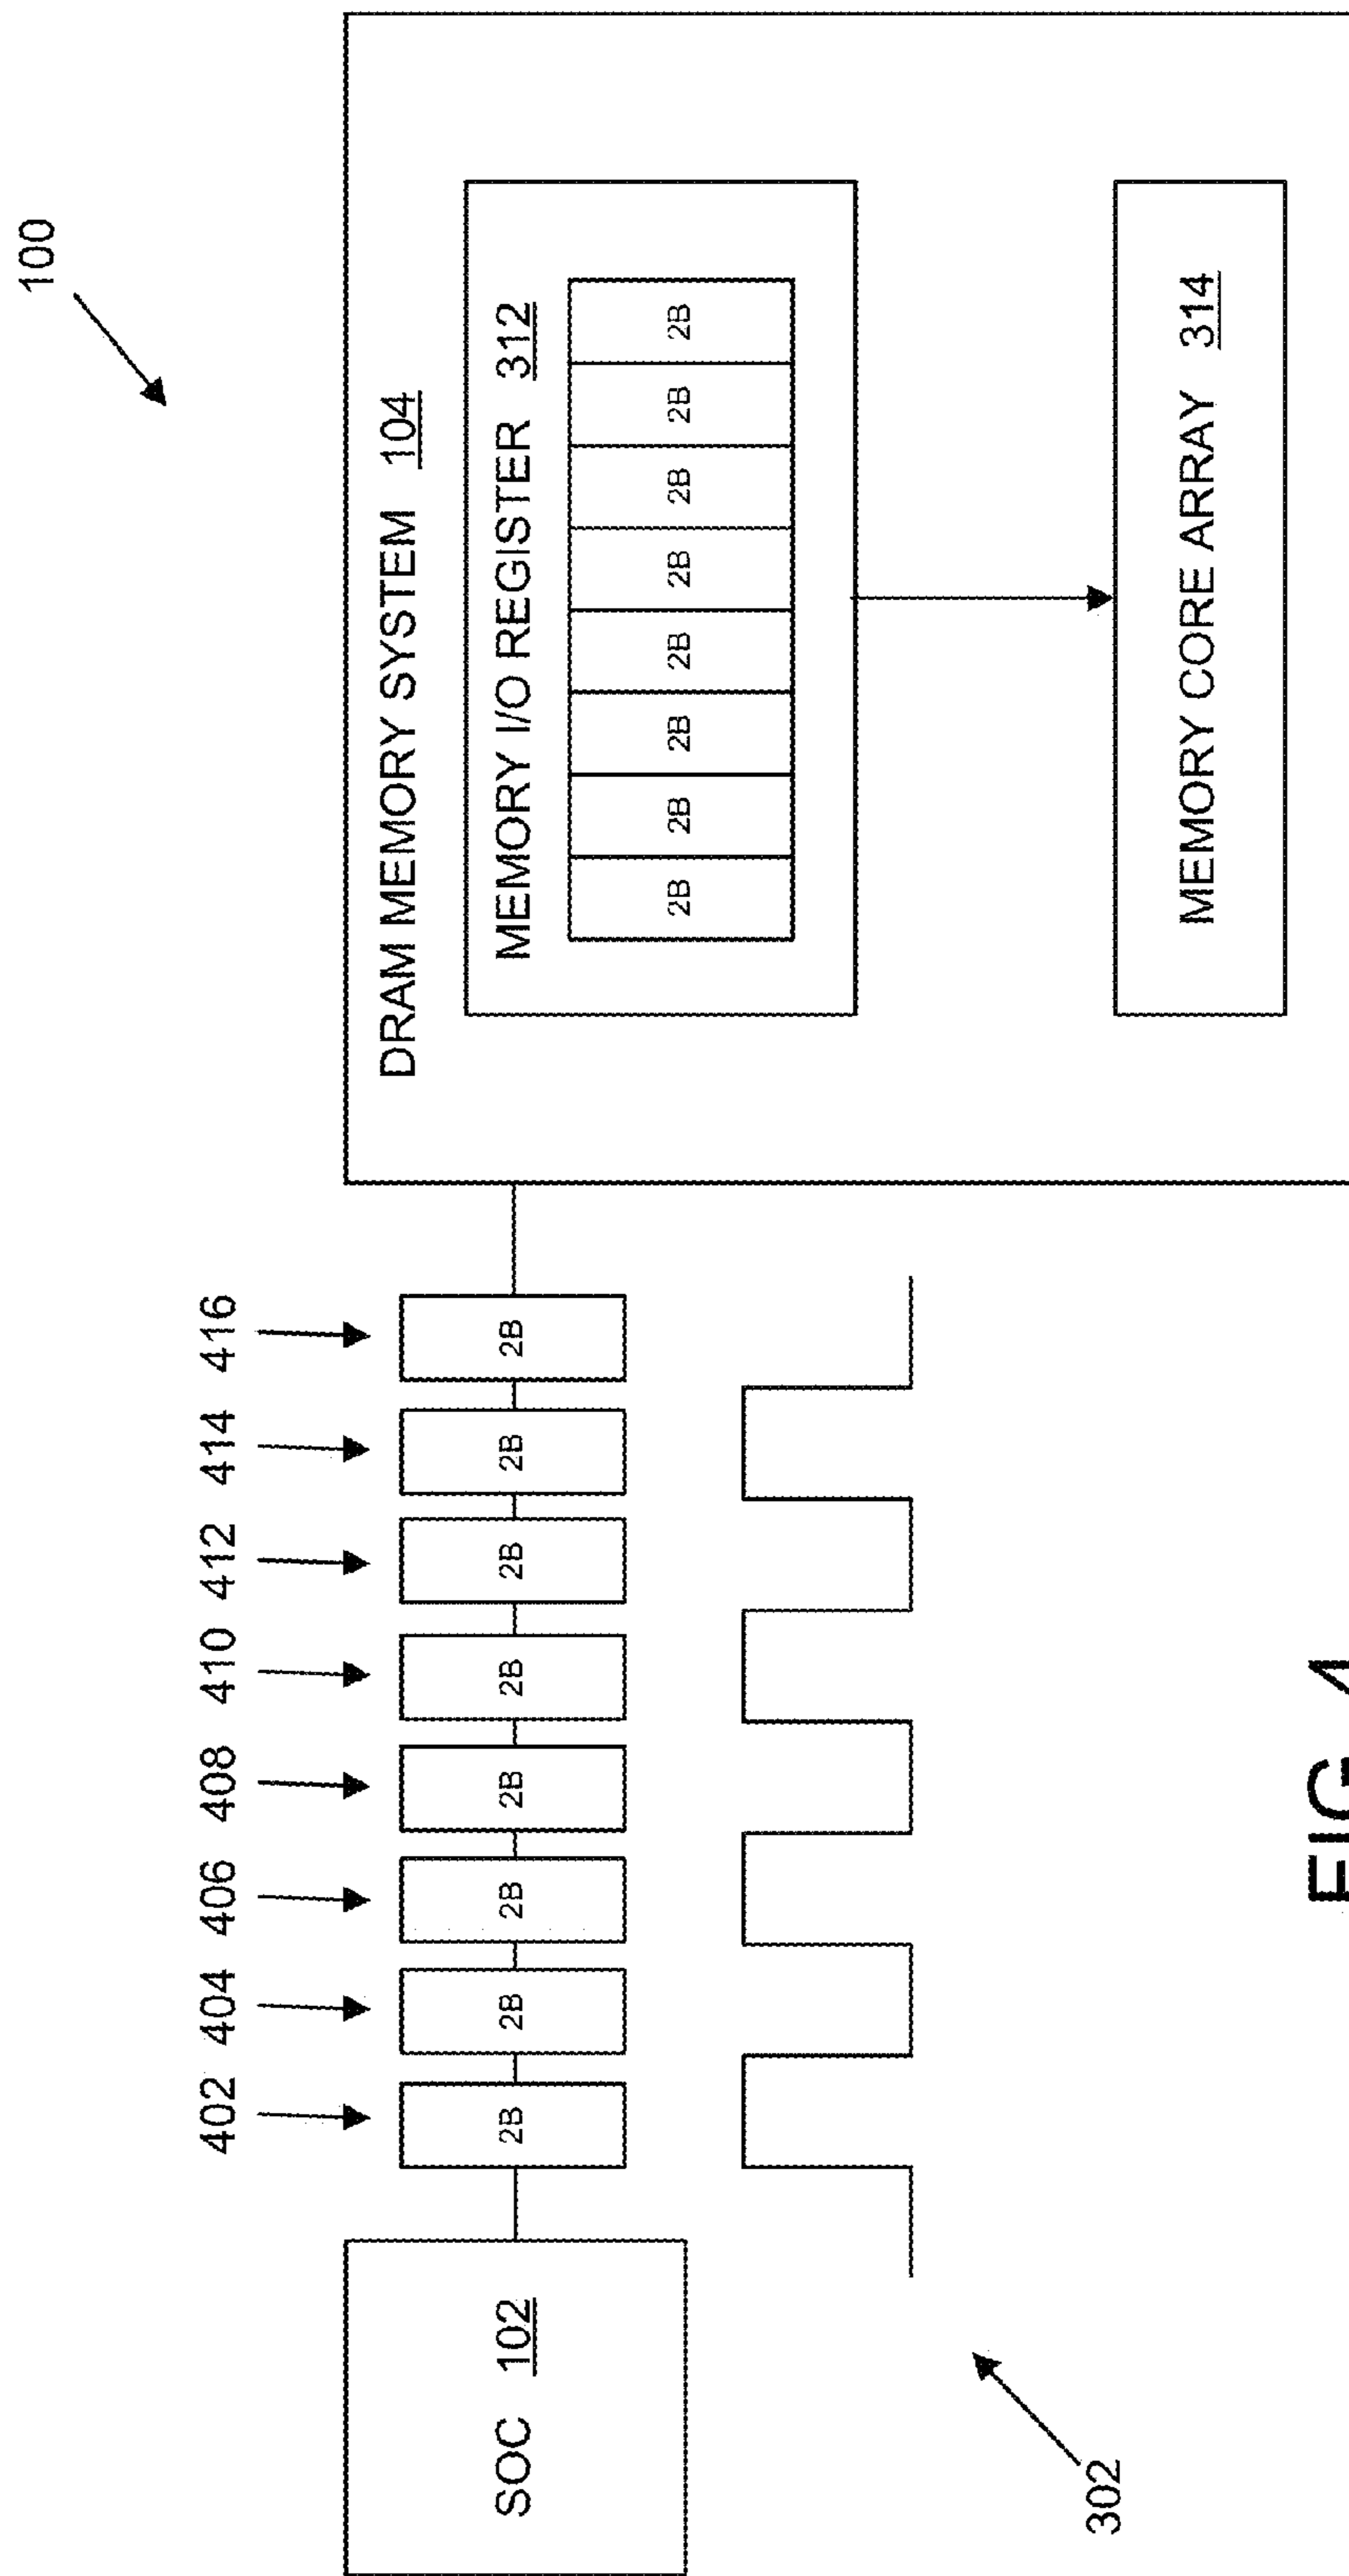 100
402 404 406 408 410 412 414 416
SOC 102
2B 2B 2B 2B 2B 2B 2B 2B
DRAM MEMORY SYSTEM 104
MEMORY I/O REGISTER 312
2B 2B 2B 2B 2B 2B 2B 2B
MEMORY CORE ARRAY 314
302
FIG. 4